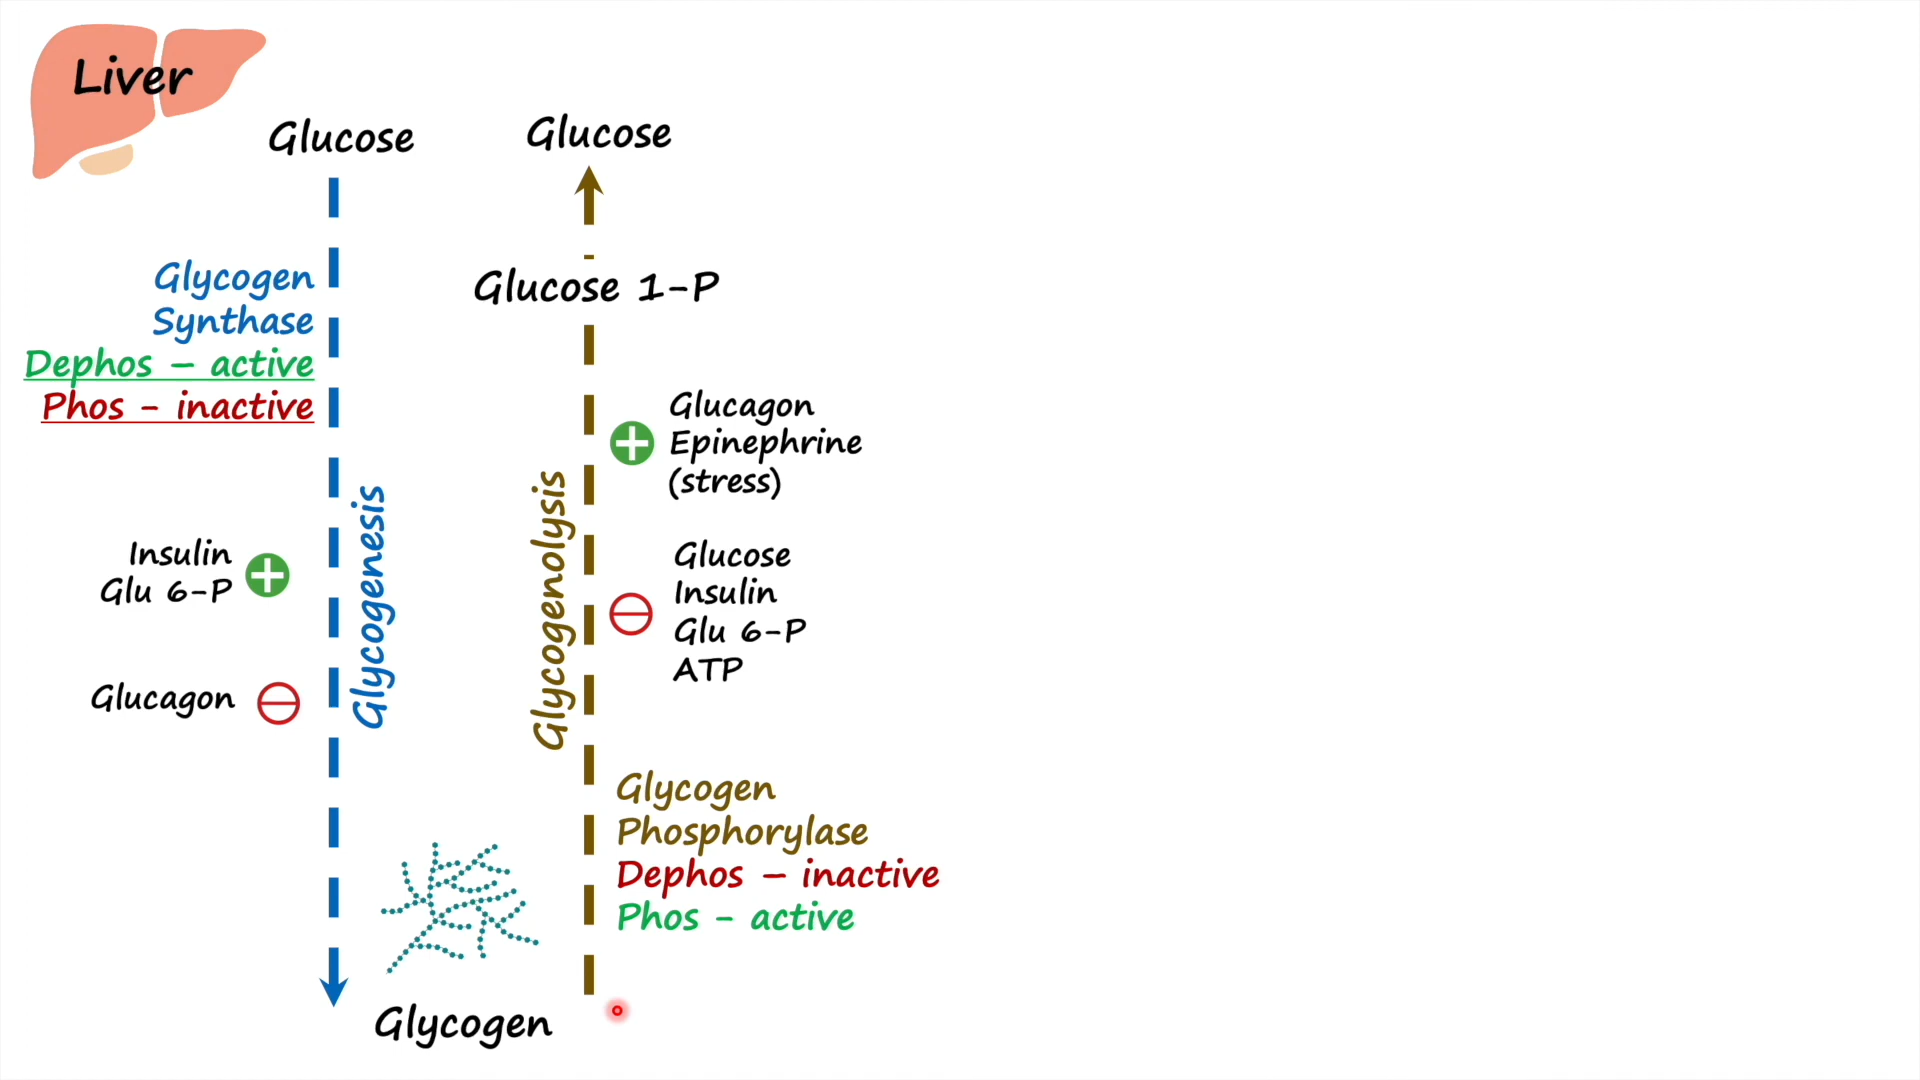 Liver
Glucose
Glycogen
Synthase
Dephos – active
Phos - inactive
Insulin
Glu 6-P
Glucagon
Glycogenesis
Glucose
Glucose 1-P
Glycogenolysis
Glucagon
Epinephrine
(stress)
Glucose
Insulin
Glu 6-P
ATP
Glycogen
Phosphorylase
Dephos – inactive
Phos - active
Glycogen